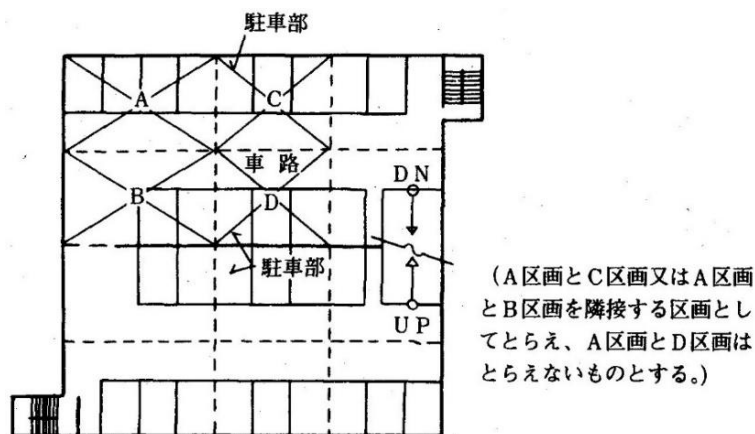 駐車部
A
C
車 路
DN
B
D
駐車部
UP
(A区画とC区画又はA区画
とB区画を隣接する区画とし
てとらえ、A区画とD区画は
とらえないものとする。)